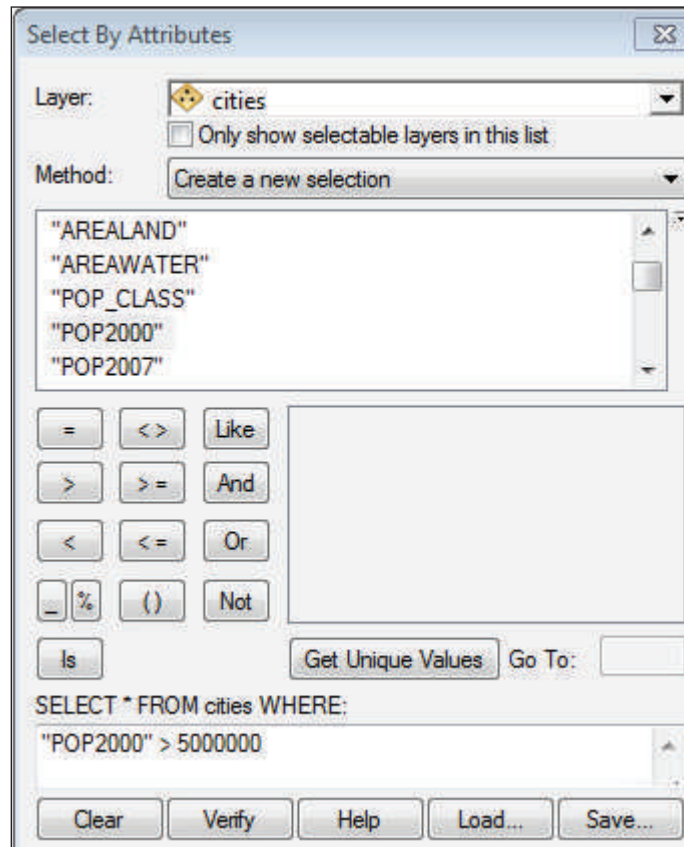 Select By Attributes
Layer: cities
Only show selectable layers in this list
Method: Create a new selection
"AREALAND"
"AREAWATER"
"POP_CLASS"
"POP2000"
"POP2007"
= < > Like
> > = And
< < = Or
_ % ( ) Not
Is Get Unique Values Go To:
SELECT * FROM cities WHERE:
"POP2000" > 5000000
Clear Verify Help Load... Save...